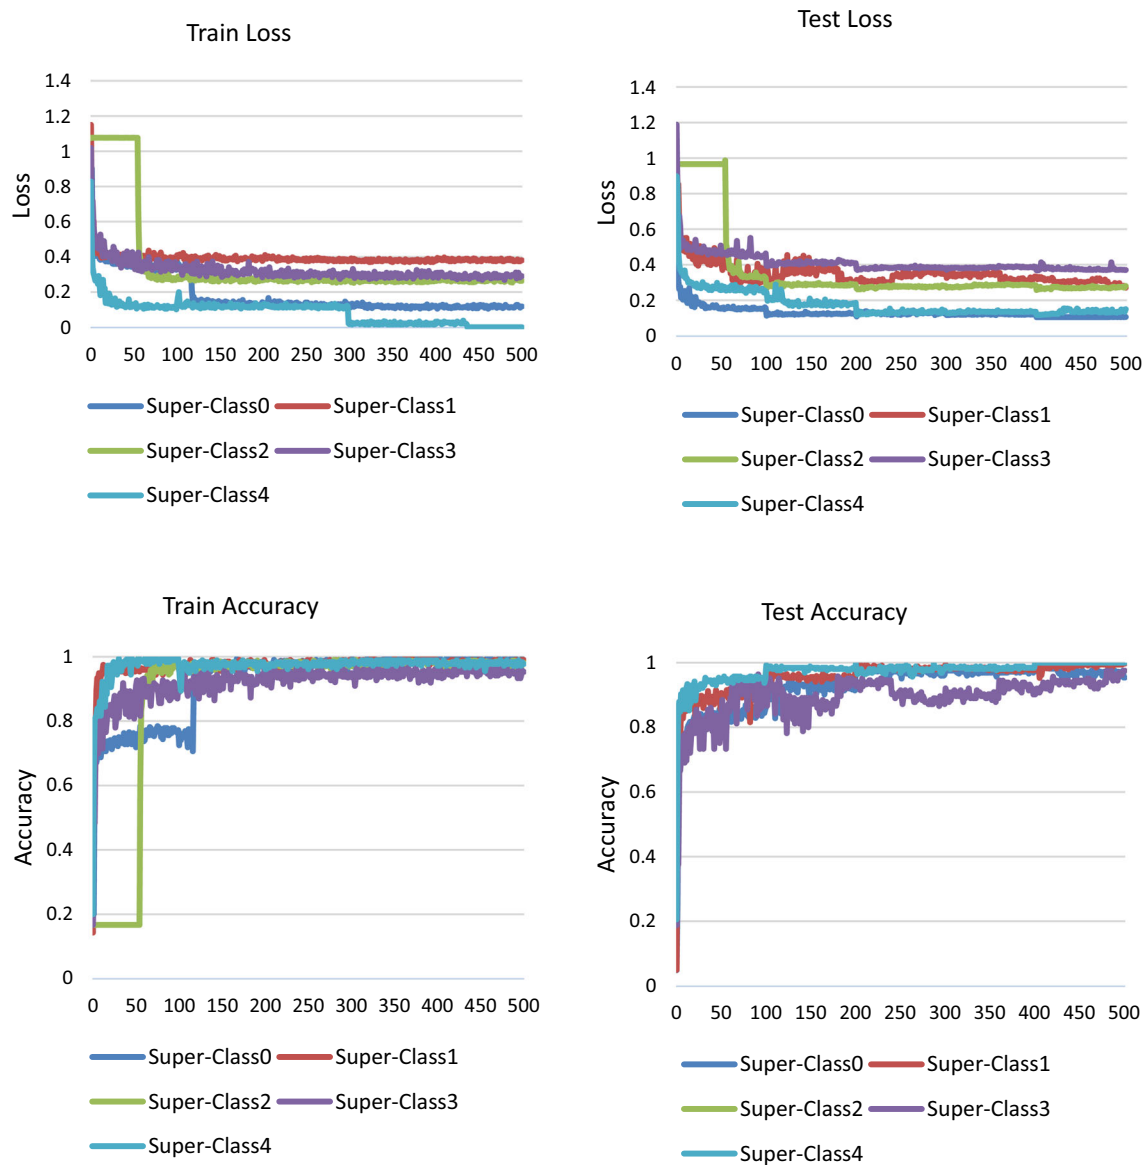 Train Loss
1.4
1.2
1
0.8
0.6
0.4
0.2
0
Loss
0 50 100 150 200 250 300 350 400 450 500
Super-Class0 Super-Class1
Super-Class2 Super-Class3
Super-Class4
Test Loss
1.4
1.2
1
0.8
0.6
0.4
0.2
0
Loss
0 50 100 150 200 250 300 350 400 450 500
Super-Class0 Super-Class1
Super-Class2 Super-Class3
Super-Class4
Train Accuracy
1
0.8
0.6
0.4
0.2
0
Accuracy
0 50 100 150 200 250 300 350 400 450 500
Super-Class0 Super-Class1
Super-Class2 Super-Class3
Super-Class4
Test Accuracy
1
0.8
0.6
0.4
0.2
0
Accuracy
0 50 100 150 200 250 300 350 400 450 500
Super-Class0 Super-Class1
Super-Class2 Super-Class3
Super-Class4